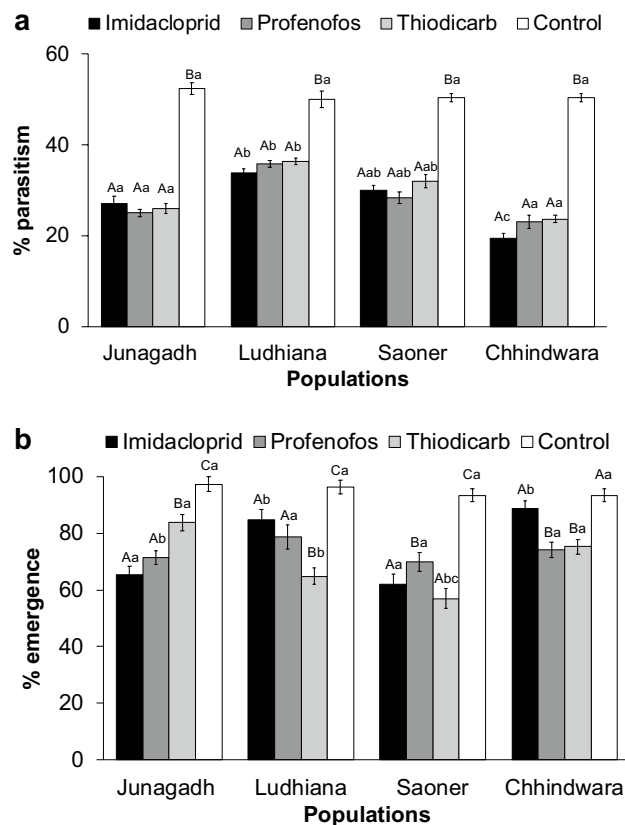 a
Imidacloprid Profenofos Thiodicarb Control
60
40
20
0
% parasitism
Aa Aa Aa Ba
Ab Ab Ab Ba
Aab Aab Aab Ba
Ac Aa Aa Ba
Junagadh Ludhiana Saoner Chhindwara
Populations
b
Imidacloprid Profenofos Thiodicarb Control
100
80
60
40
20
0
% emergence
Aa Ab Ba Ca
Ab Aa Bb Ca
Aa Ba Abc Ca
Ab Ba Ba Aa
Junagadh Ludhiana Saoner Chhindwara
Populations